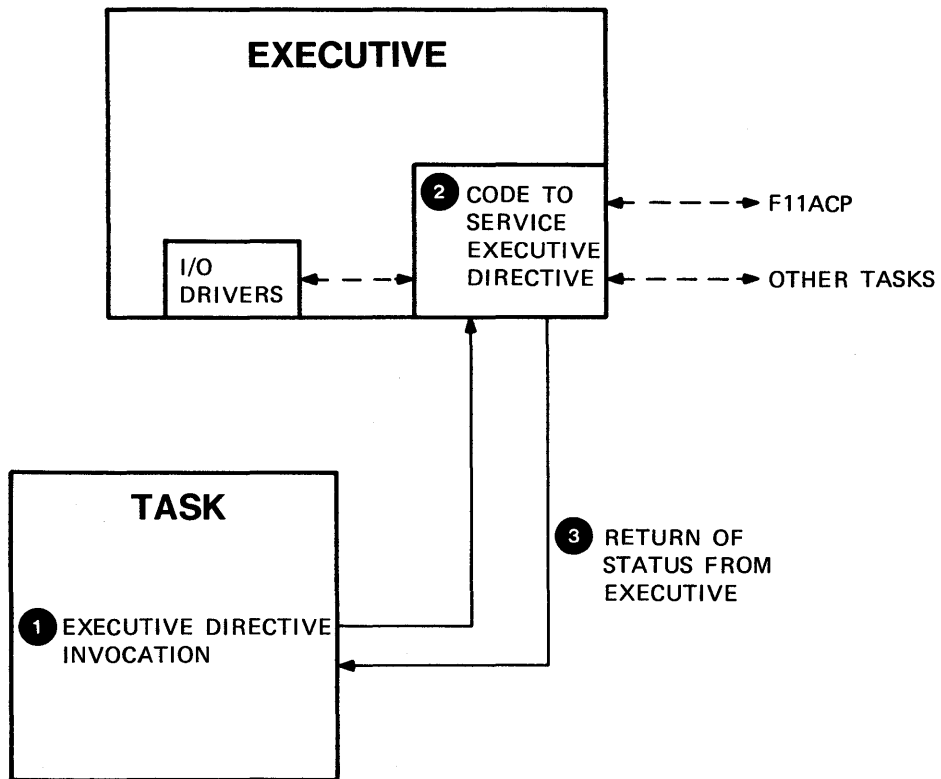 EXECUTIVE
2 CODE TO
SERVICE
EXECUTIVE
DIRECTIVE
F11ACP
OTHER TASKS
I/O
DRIVERS
TASK
1 EXECUTIVE DIRECTIVE
INVOCATION
3 RETURN OF
STATUS FROM
EXECUTIVE